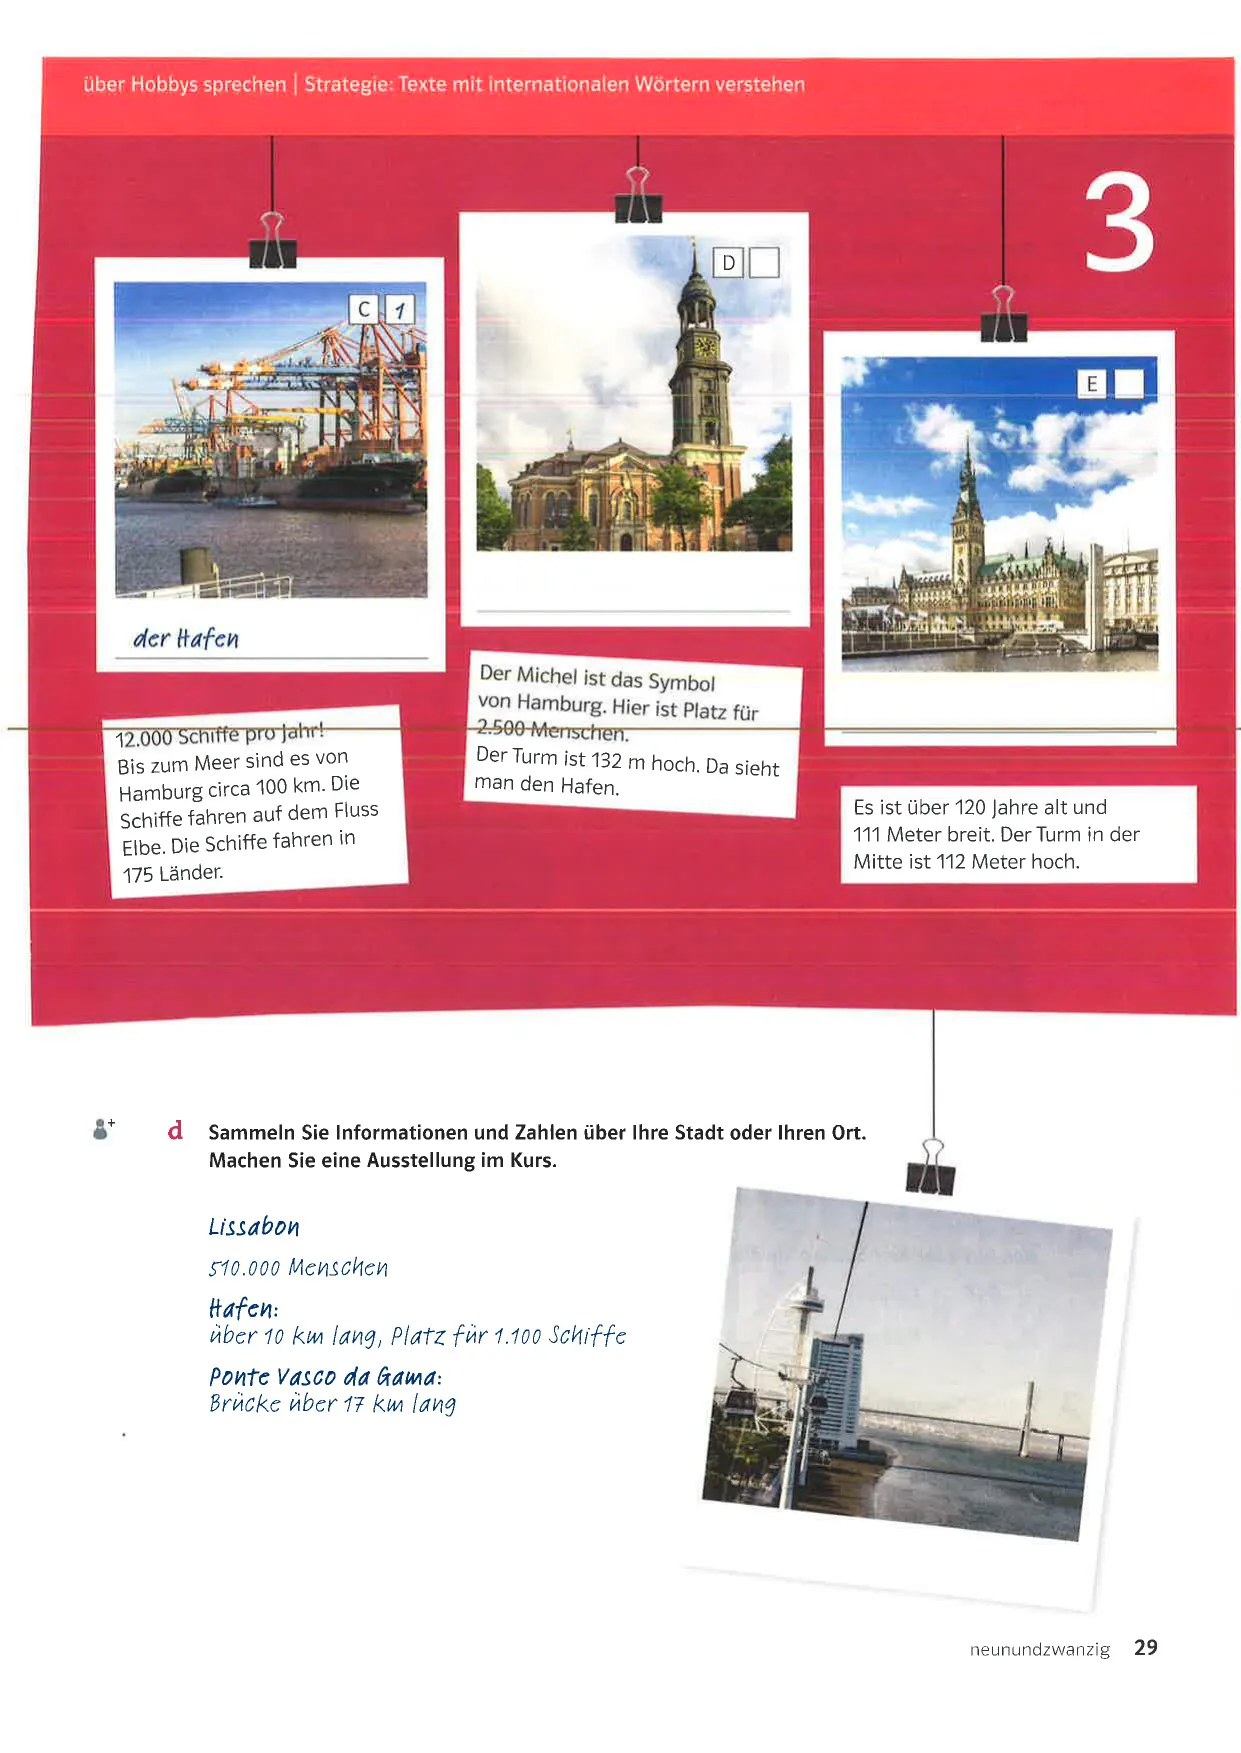 über Hobbys sprechen | Strategie: Texte mit internationalen Wörtern verstehen
3
C 1
der Hafen
12.000 Schiffe pro Jahr!
Bis zum Meer sind es von
Hamburg circa 100 km. Die
Schiffe fahren auf dem Fluss
Elbe. Die Schiffe fahren in
175 Länder.
D
Der Michel ist das Symbol
von Hamburg. Hier ist Platz für
2.500 Menschen.
Der Turm ist 132 m hoch. Da sieht
man den Hafen.
E
Es ist über 120 Jahre alt und
111 Meter breit. Der Turm in der
Mitte ist 112 Meter hoch.
d Sammeln Sie Informationen und Zahlen über Ihre Stadt oder Ihren Ort.
Machen Sie eine Ausstellung im Kurs.
Lissabon
510.000 Menschen
Hafen:
über 10 km lang, Platz für 1.100 Schiffe
Ponte Vasco da Gama:
Brücke über 17 km lang
neunundzwanzig 29